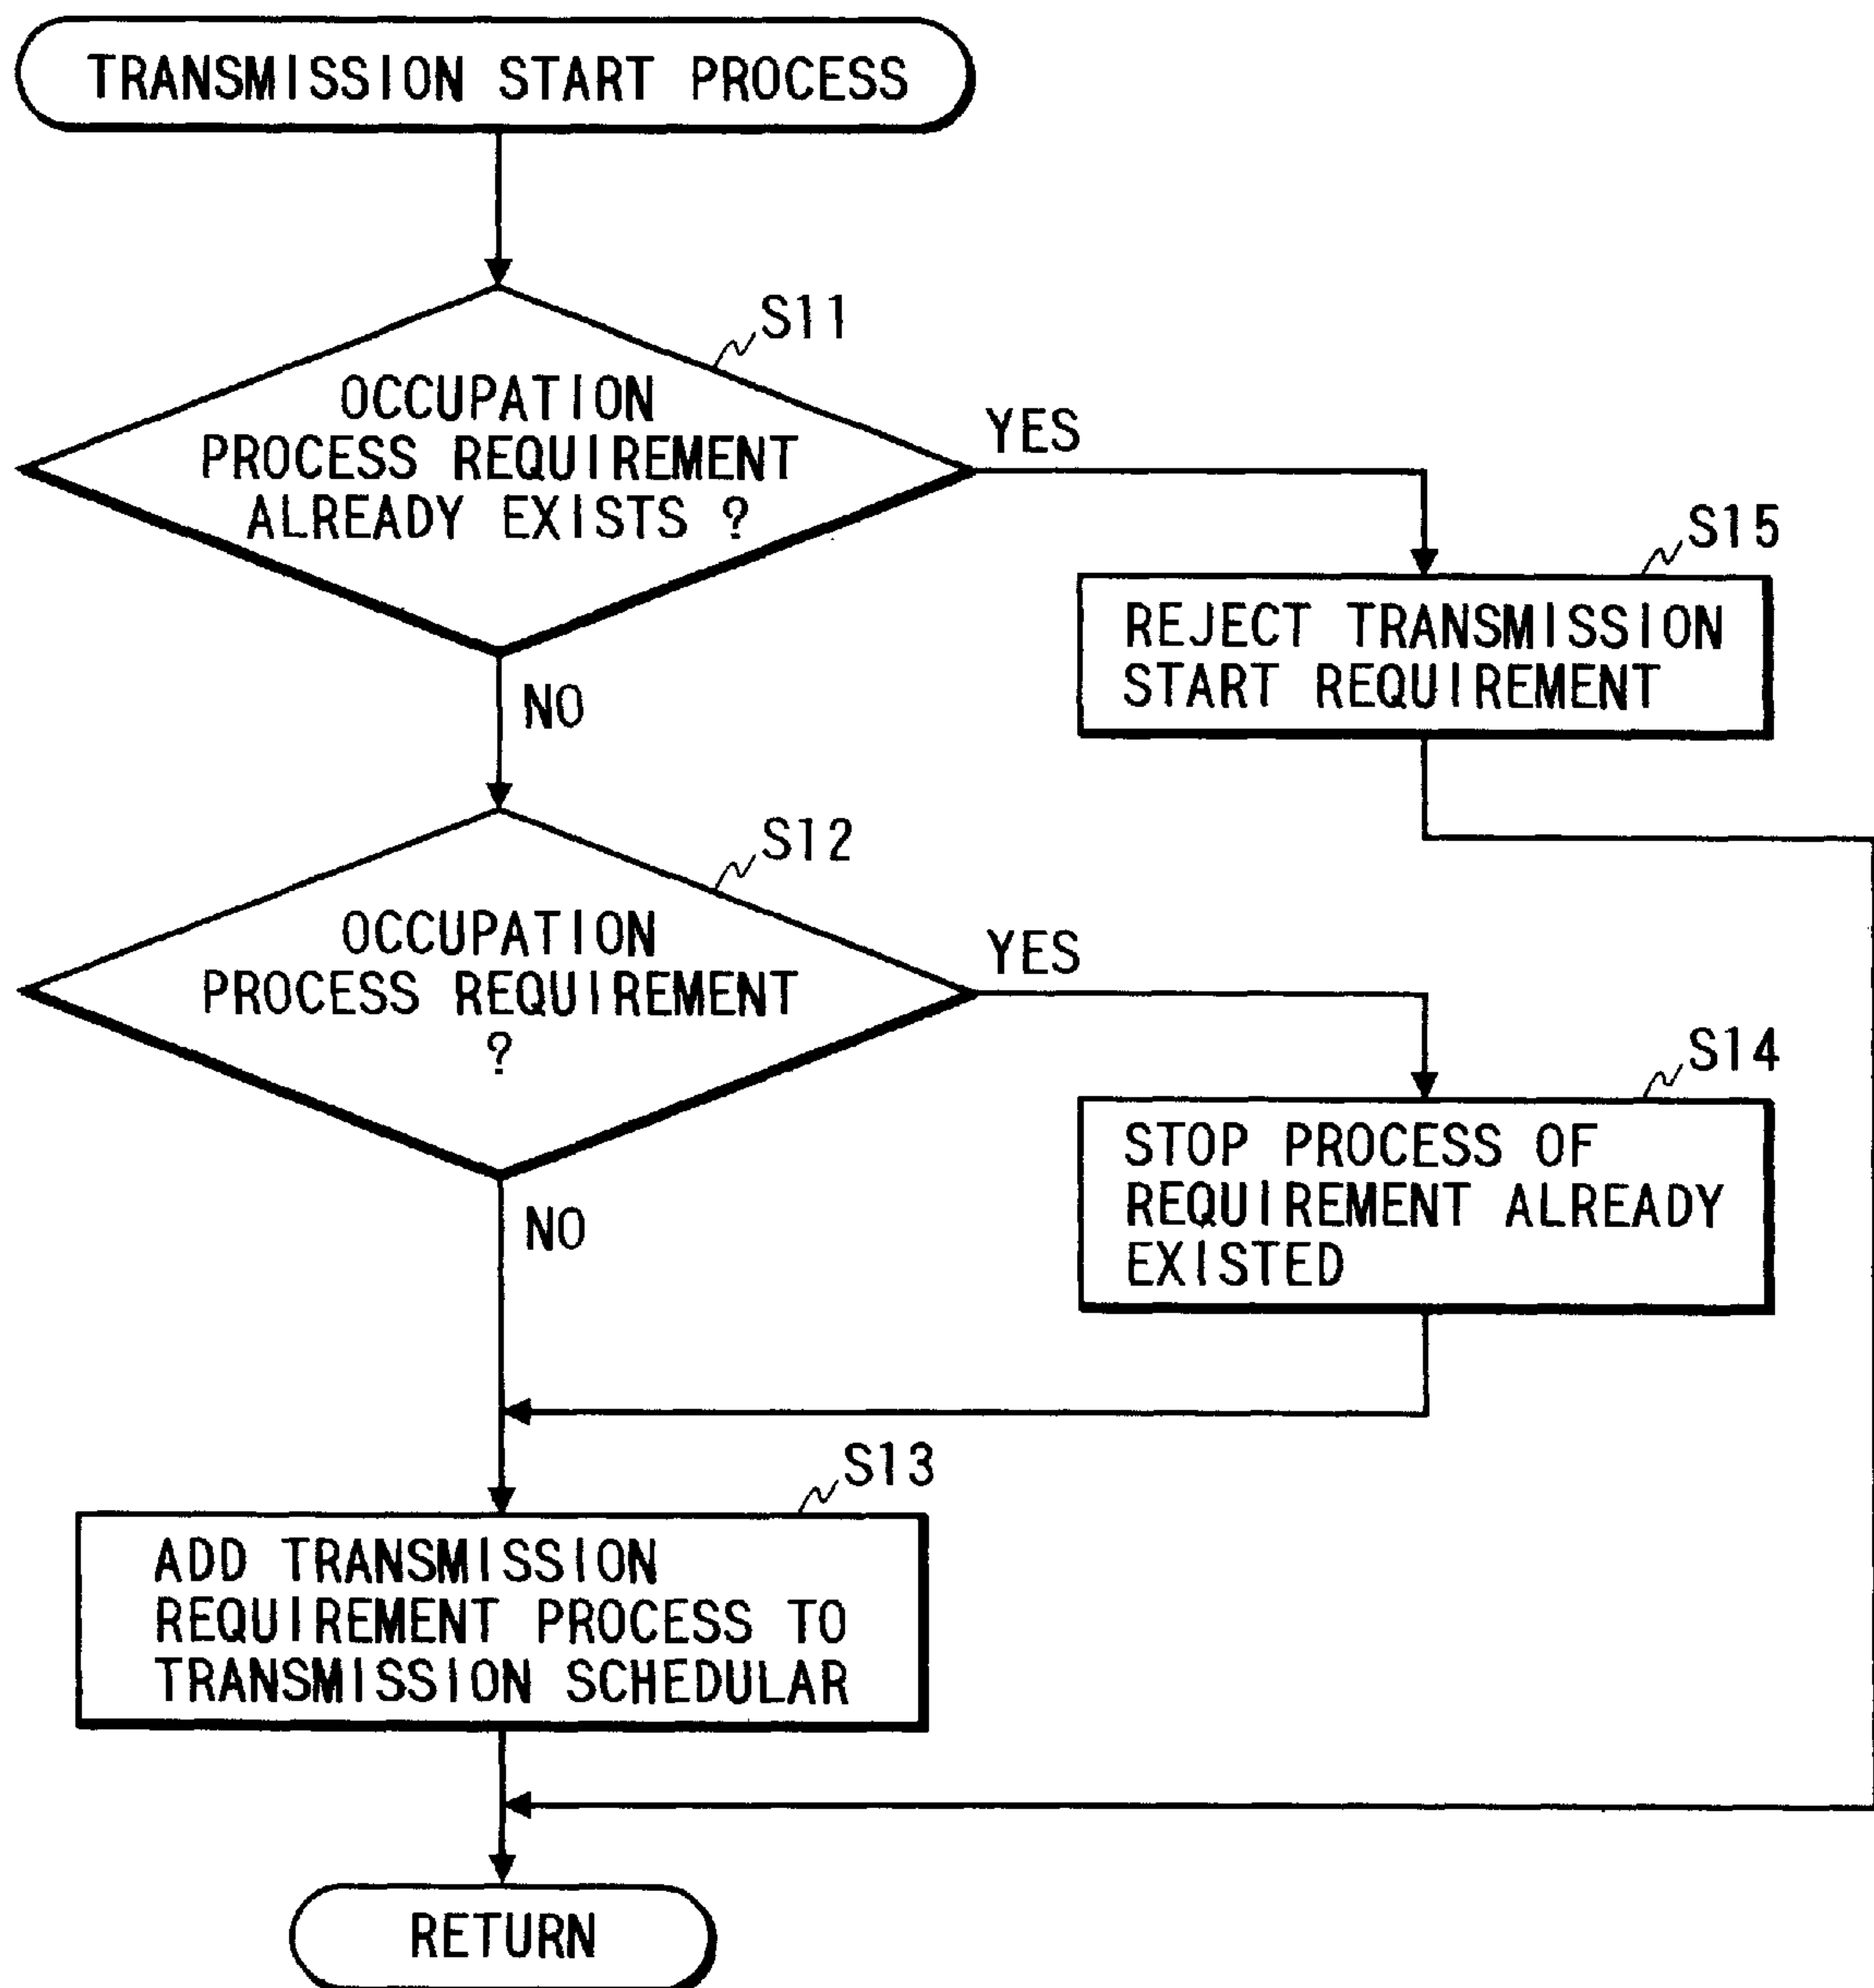 TRANSMISSION START PROCESS
S11
OCCUPATION
PROCESS REQUIREMENT
ALREADY EXISTS ?
YES
S15
REJECT TRANSMISSION
START REQUIREMENT
NO
S12
OCCUPATION
PROCESS REQUIREMENT
?
YES
S14
STOP PROCESS OF
REQUIREMENT ALREADY
EXISTED
NO
S13
ADD TRANSMISSION
REQUIREMENT PROCESS TO
TRANSMISSION SCHEDULAR
RETURN